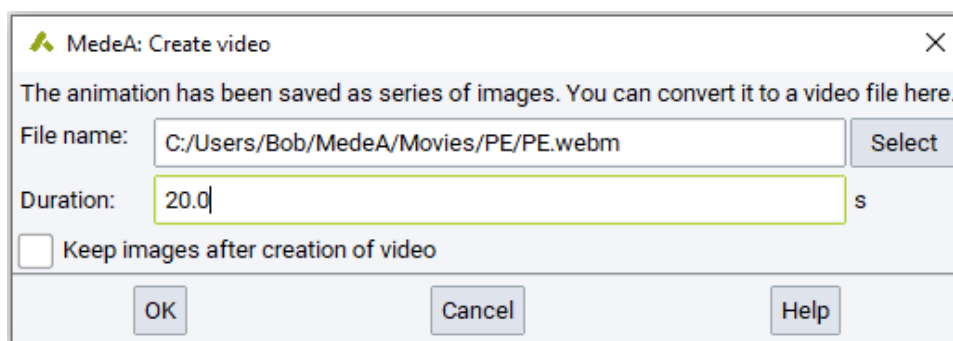 MedeA: Create video
The animation has been saved as series of images. You can convert it to a video file here.
File name: C:/Users/Bob/MedeA/Movies/PE/PE.webm Select
Duration: 20.0 s
Keep images after creation of video
OK Cancel Help